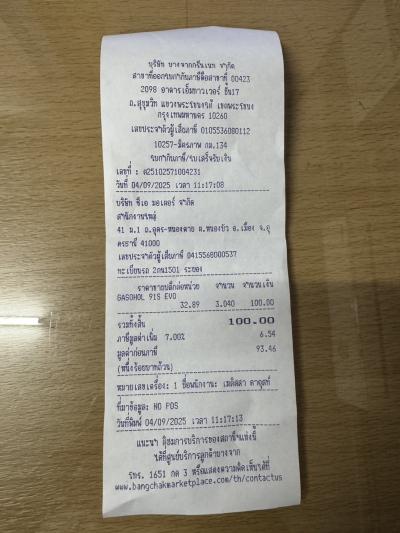 บริษัท บางจากกรีนเนท จำกัด
สาขาที่ออกใบกำกับภาษีคือสาขาที่ 00423
2098 อาคารเอ็มทาวเวอร์ ชั้น17
ถ.สุขุมวิท แขวงพระโขนงใต้ เขตพระโขนง
กรุงเทพมหานคร 10260
เลขประจำตัวผู้เสียภาษี 0105536080112
10257-มิตรภาพ กม.134
ใบกำกับภาษี/ใบเสร็จรับเงิน
เลขที่ : 025102571004231
วันที่ 04/09/2025 เวลา 11:17:08
บริษัท ซีเอ มอเตอร์ จำกัด
สำนักงานใหญ่
41 ม.1 ถ.อุดร-หนองคาย ต.หนองบัว อ.เมือง จ.อุ
ดรธานี 41000
เลขประจำตัวผู้เสียภาษี 0415568000537
ทะเบียนรถ 2กน1501 ระยอง
ราคาขายปลีกต่อหน่วย จำนวน จำนวนเงิน
GASOHOL 91S EVO
32.89 3.040 100.00
รวมทั้งสิ้น 100.00
ภาษีมูลค่าเพิ่ม 7.00% 6.54
มูลค่าก่อนภาษี 93.46
(หนึ่งร้อยบาทถ้วน)
หมายเลขเครื่อง: 1 ชื่อพนักงาน:
ที่มาข้อมูล: NO POS
วันที่พิมพ์ 04/09/2025 เวลา 11:17:13
แนะนำ ติชมการบริการของสถานีฯแห่งนี้
ได้ที่ศูนย์บริการลูกค้าบางจาก
โทร. 1651 กด 3 หรือแสดงความคิดเห็นได้ที่
www.bangchakmarketplace.com/th/contactus